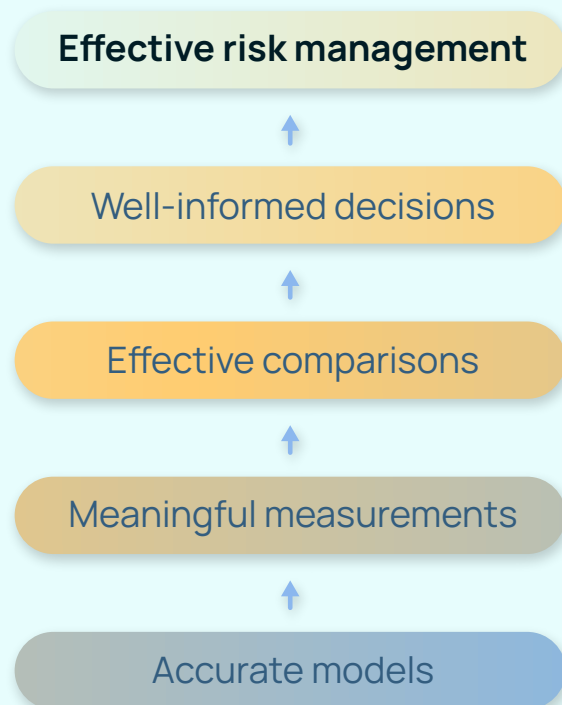 Effective risk management
Well-informed decisions
Effective comparisons
Meaningful measurements
Accurate models